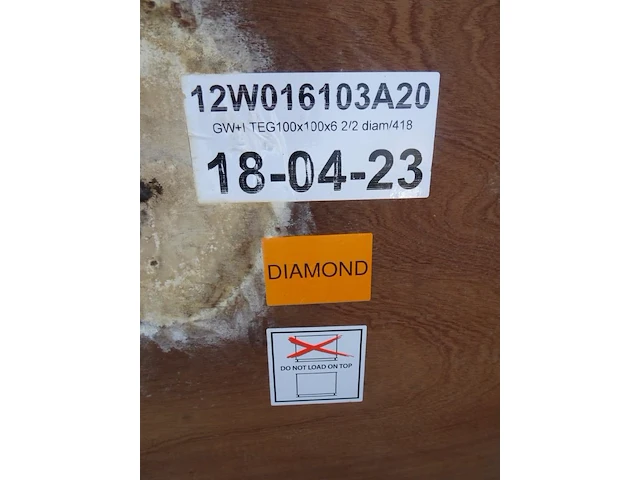 12W016103A20
GW+I TEG100x100x6 2/2 diam/418
18-04-23
DIAMOND
DO NOT LOAD ON TOP